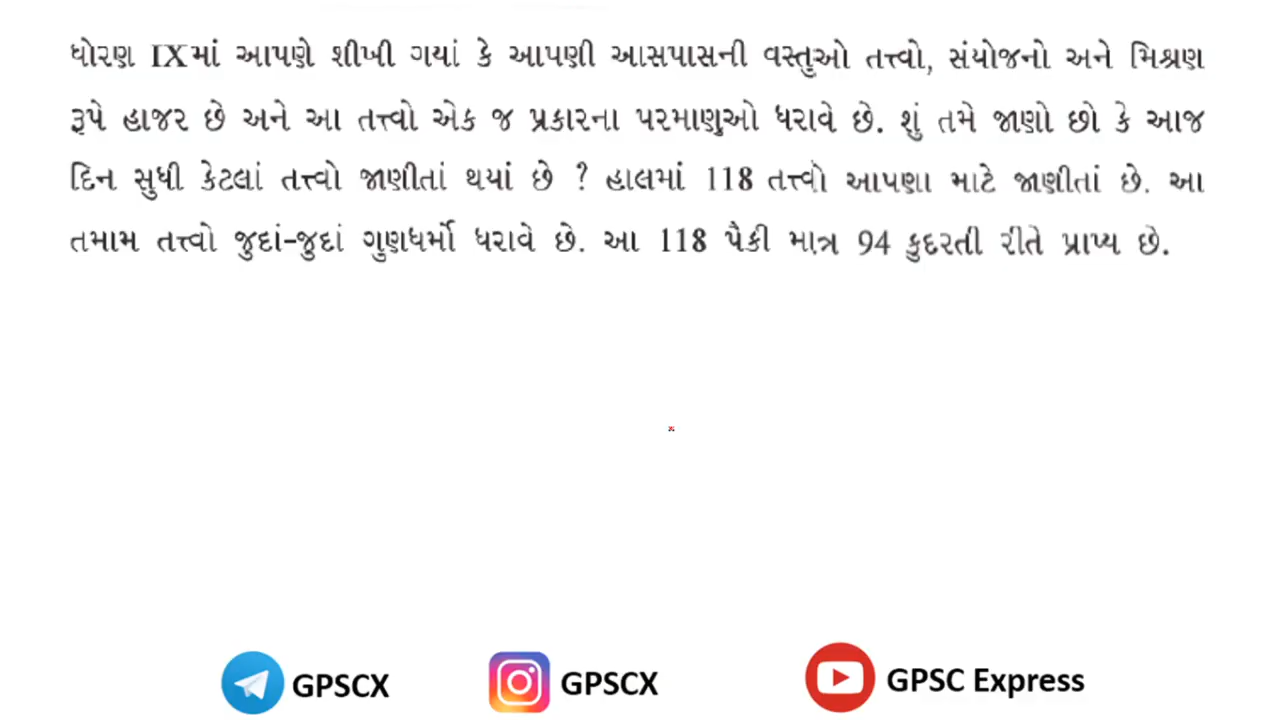 ધોરણ IXમાં આપણે શીખી ગયાં કે આપણી આસપાસની વસ્તુઓ તત્ત્વો, સંયોજનો અને મિશ્રણ
રૂપે હાજર છે અને આ તત્ત્વો એક જ પ્રકારના પરમાણુઓ ધરાવે છે. શું તમે જાણો છો કે આજ
દિન સુધી કેટલાં તત્ત્વો જાણીતાં થયાં છે ? હાલમાં 118 તત્ત્વો આપણા માટે જાણીતાં છે. આ
તમામ તત્ત્વો જુદાં-જુદાં ગુણધર્મો ધરાવે છે. આ 118 પૈકી માત્ર 94 કુદરતી રીતે પ્રાપ્ય છે.
GPSCX GPSCX GPSC Express